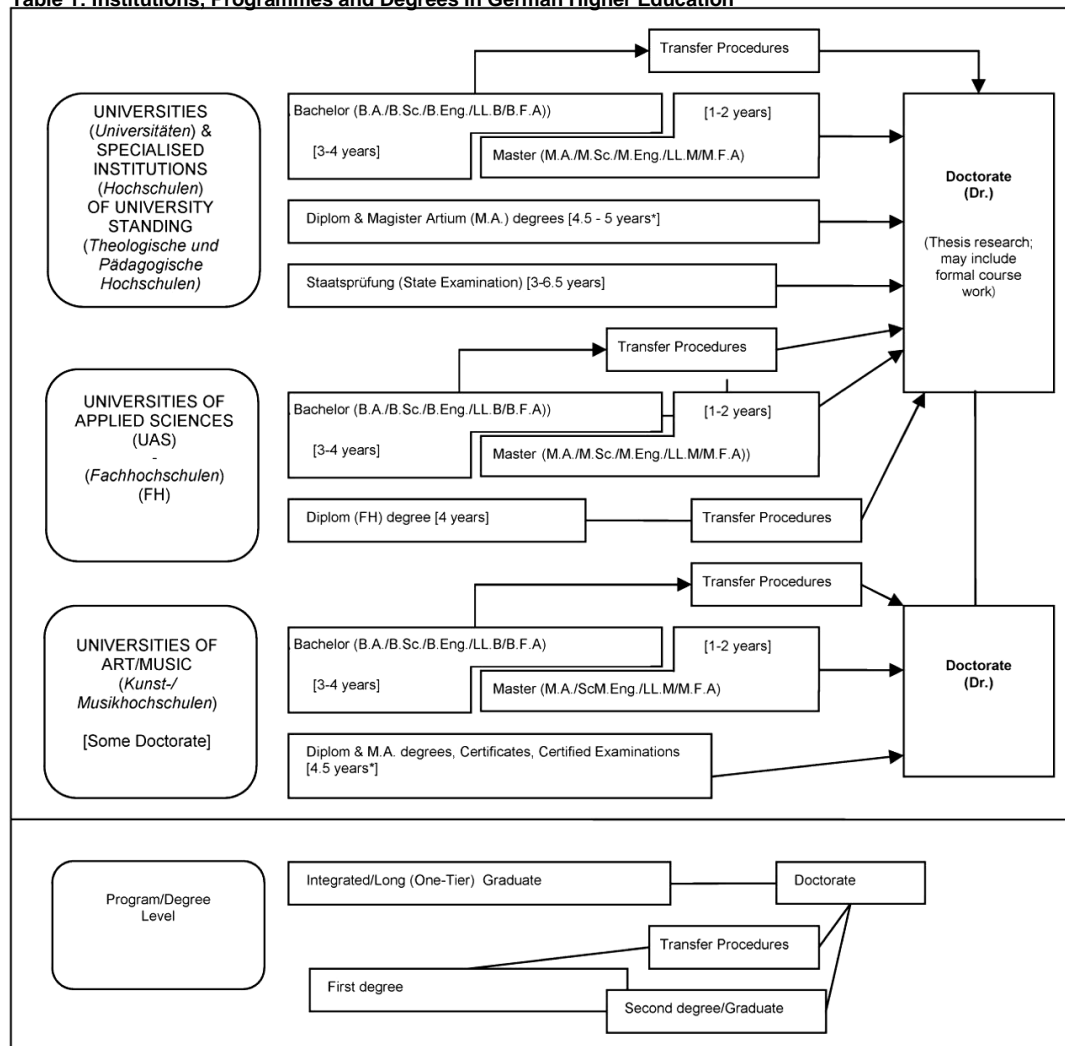 Table 1: Institutions, Programmes and Degrees in German Higher Education
Transfer Procedures
UNIVERSITIES
(Universitäten) &
SPECIALISED
INSTITUTIONS
(Hochschulen)
OF UNIVERSITY
STANDING
(Theologische und
Pädagogische
Hochschulen)
Bachelor (B.A./B.Sc./B.Eng./LL.B/B.F.A))
[3-4 years]
[1-2 years]
Master (M.A./M.Sc./M.Eng./LL.M/M.F.A)
Diplom & Magister Artium (M.A.) degrees [4.5 - 5 years*]
Staatsprüfung (State Examination) [3-6.5 years]
Doctorate
(Dr.)
(Thesis research;
may include
formal course
work)
Transfer Procedures
UNIVERSITIES OF
APPLIED SCIENCES
(UAS)
-
(Fachhochschulen)
(FH)
Bachelor (B.A./B.Sc./B.Eng./LL.B/B.F.A))
[3-4 years]
[1-2 years]
Master (M.A./M.Sc./M.Eng./LL.M/M.F.A))
Diplom (FH) degree [4 years]
Transfer Procedures
Transfer Procedures
UNIVERSITIES OF
ART/MUSIC
(Kunst-/
Musikhochschulen)
[Some Doctorate]
Bachelor (B.A./B.Sc./B.Eng./LL.B/B.F.A)
[3-4 years]
[1-2 years]
Master (M.A./ScM.Eng./LL.M/M.F.A)
Diplom & M.A. degrees, Certificates, Certified Examinations
[4.5 years*]
Doctorate
(Dr.)
Program/Degree
Level
Integrated/Long (One-Tier) Graduate
Doctorate
Transfer Procedures
First degree
Second degree/Graduate